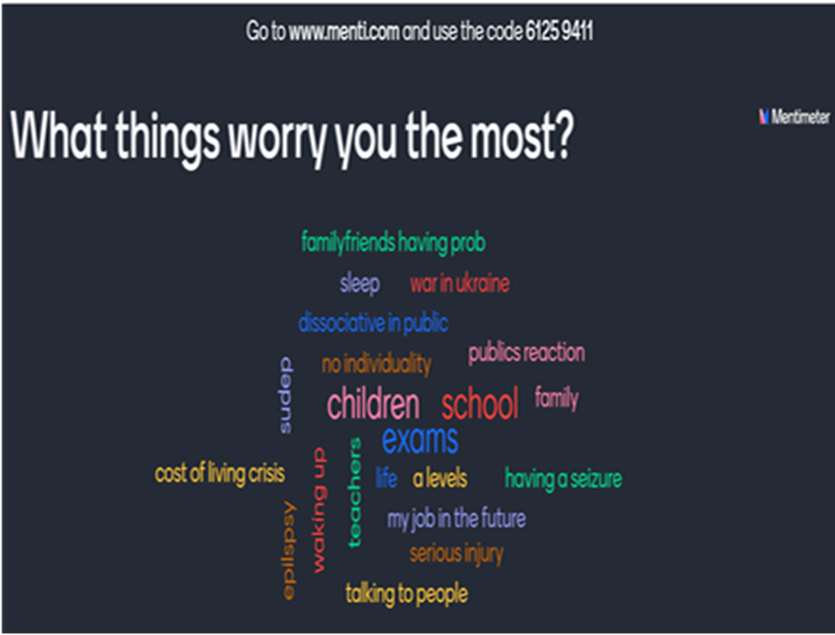 Go to www.menti.com and use the code 6125 9411
What things worry you the most?
Mentimeter
familyfriends having prob
sleep
war in ukraine
dissociative in public
publics reaction
no individuality
sudep
children
school
family
exams
cost of living crisis
waking up
teachers
life
a levels
having a seizure
epilspsy
my job in the future
serious injury
talking to people